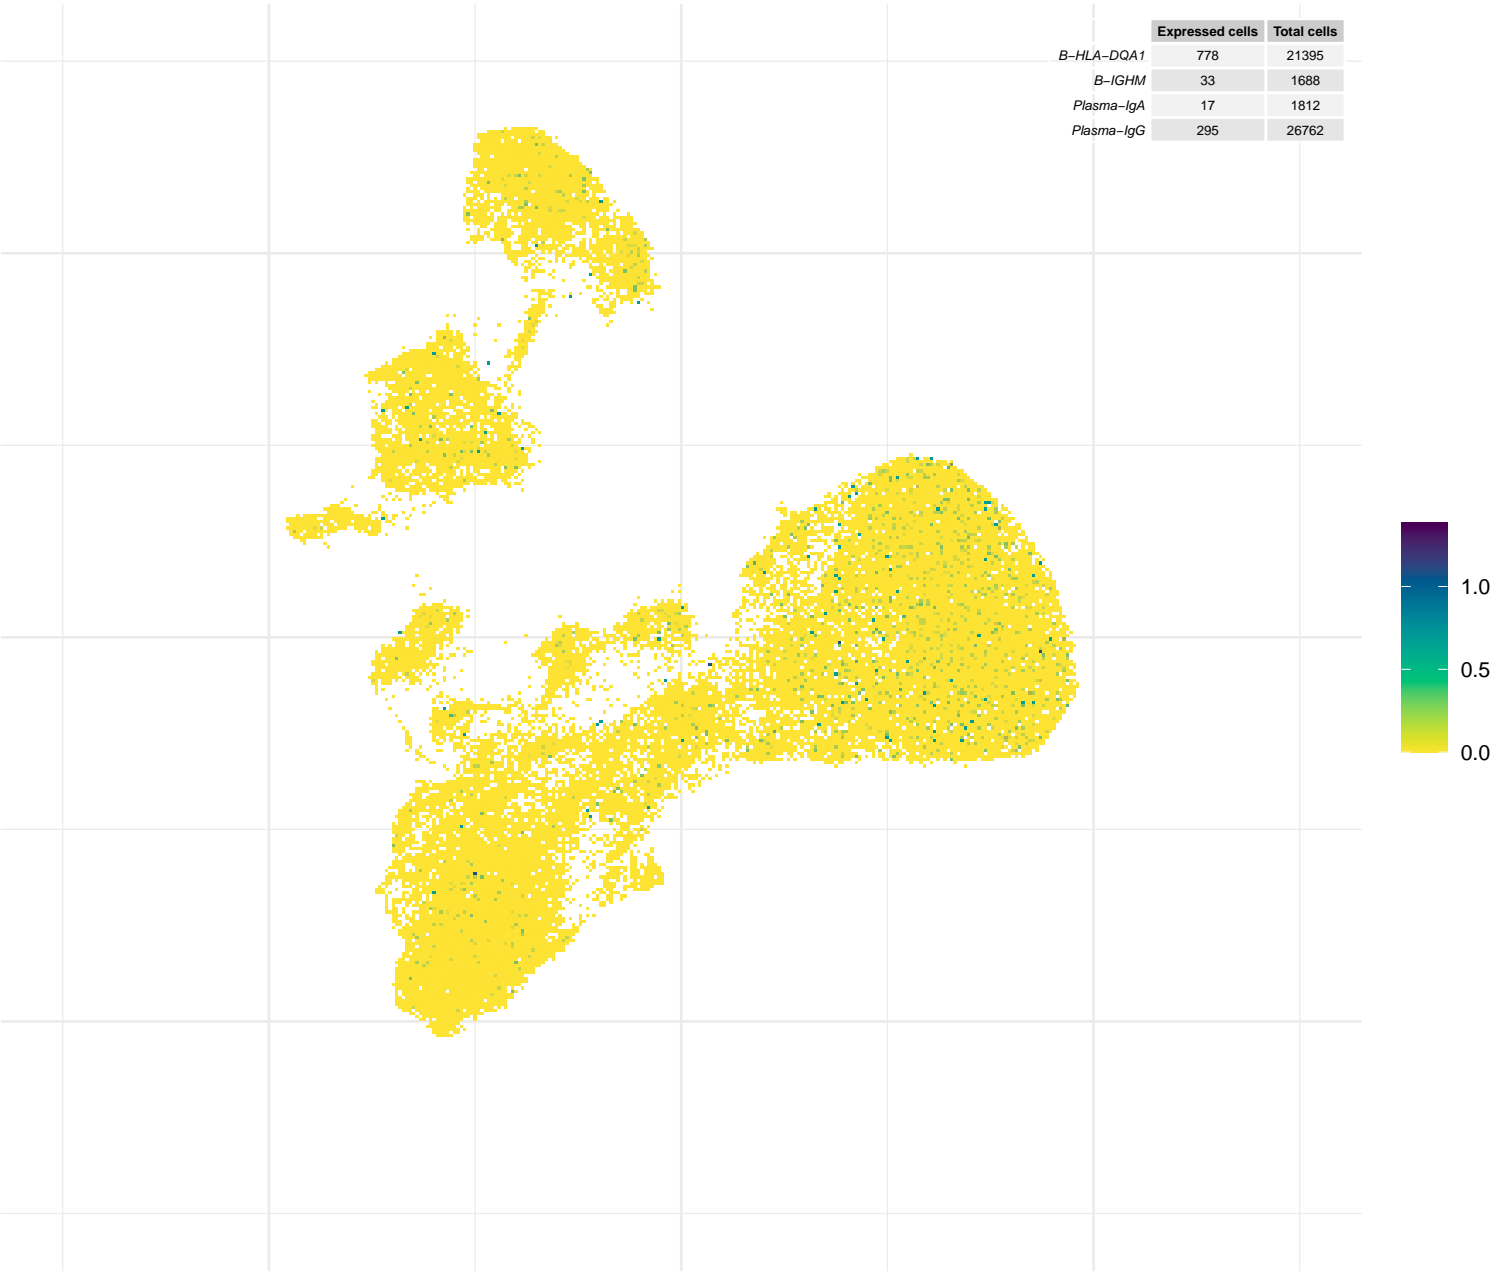 Expressed cells Total cells
B−HLA−DQA1 778 21395
B−IGHM 33 1688
Plasma−IgA 17 1812
Plasma−IgG 295 26762
1.0
0.5
0.0